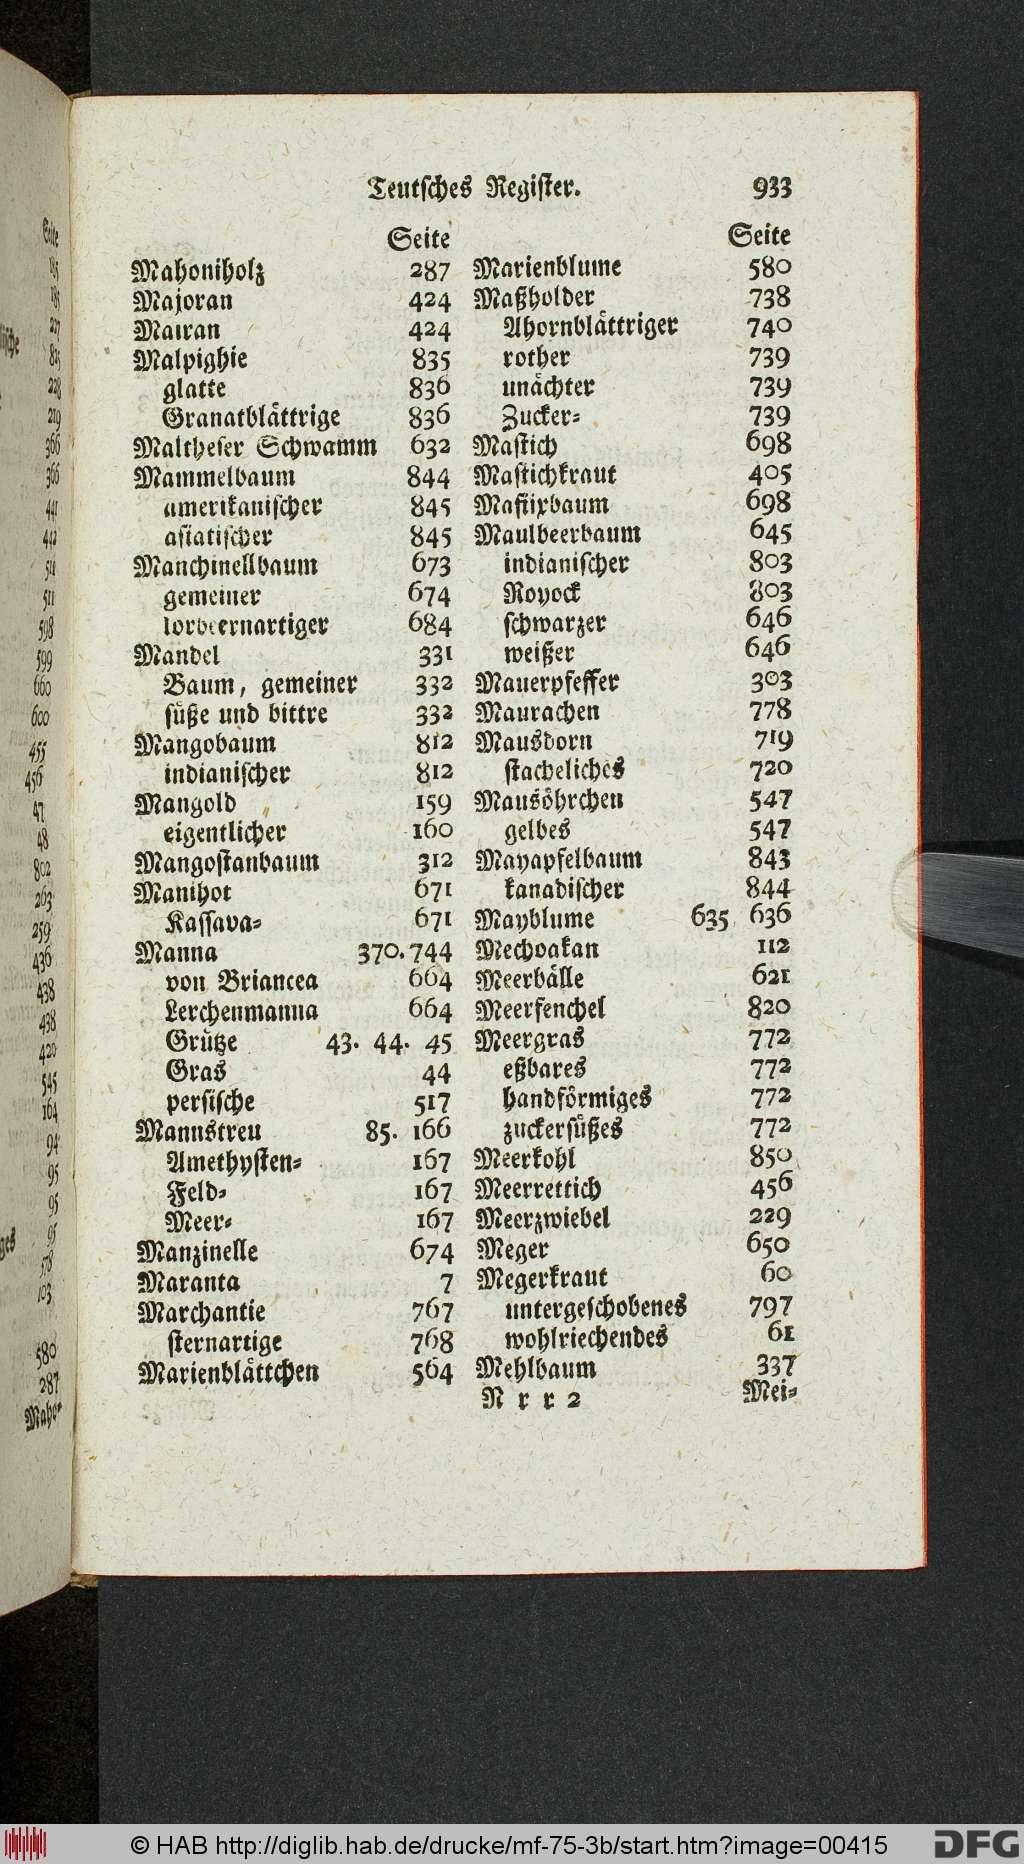 Teutsches Register. 933
Seite
Mahoniholz 287
Majoran 424
Mairan 424
Malpighie 835
glatte 836
Granatblättrige 836
Maltheser Schwamm 632
Mammelbaum 844
amerikanischer 845
asiatischer 845
Manchinellbaum 673
gemeiner 674
lorbeernartiger 684
Mandel 331
Baum, gemeiner 332
süße und bittre 332
Mangobaum 812
indianischer 812
Mangold 159
eigentlicher 160
Mangostanbaum 312
Manihot 671
Kassava- 671
Manna 370. 744
von Briancea 664
Lerchenmanna 664
Grütze 43. 44. 45
Gras 44
persische 517
Mannstreu 85. 166
Amethysten- 167
Feld- 167
Meer- 167
Manzinelle 674
Maranta 7
Marchantie 767
sternartige 768
Marienblättchen 564
Seite
Marienblume 580
Maßholder 738
Ahornblättriger 740
rother 739
unächter 739
Zucker- 739
Mastich 698
Mastichkraut 405
Mastixbaum 698
Maulbeerbaum 645
indianischer 803
Royock 803
schwarzer 646
weißer 646
Mauerpfeffer 303
Maurachen 778
Mausdorn 719
stacheliches 720
Mausöhrchen 547
gelbes 547
Mayapfelbaum 843
kanadischer 844
Mayblume 635 636
Mechoakan 112
Meerbälle 621
Meerfenchel 820
Meergras 772
eßbares 772
handförmiges 772
zuckersüßes 772
Meerkohl 850
Meerrettich 456
Meerzwiebel 229
Meger 650
Megerkraut 60
untergeschobenes 797
wohlriechendes 61
Mehlbaum 337
N r r 2 Mei-
© HAB http://diglib.hab.de/drucke/mf-75-3b/start.htm?image=00415
DFG